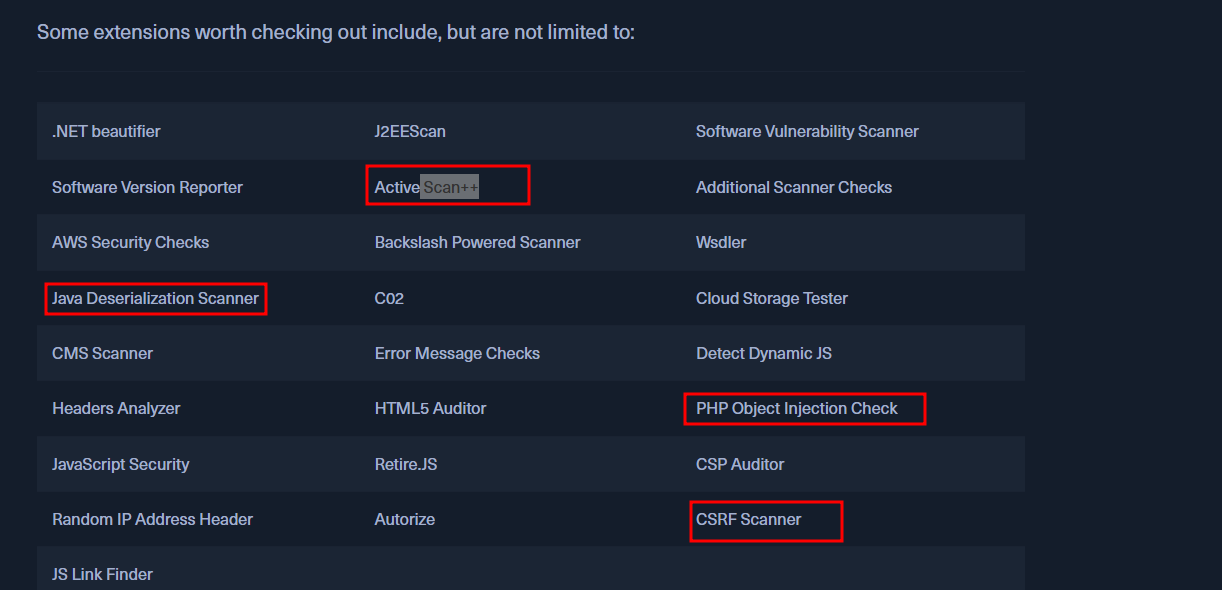 Some extensions worth checking out include, but are not limited to:
.NET beautifier J2EEScan Software Vulnerability Scanner
Software Version Reporter Active Scan++ Additional Scanner Checks
AWS Security Checks Backslash Powered Scanner Wsdler
Java Deserialization Scanner C02 Cloud Storage Tester
CMS Scanner Error Message Checks Detect Dynamic JS
Headers Analyzer HTML5 Auditor PHP Object Injection Check
JavaScript Security Retire.JS CSP Auditor
Random IP Address Header Autorize CSRF Scanner
JS Link Finder